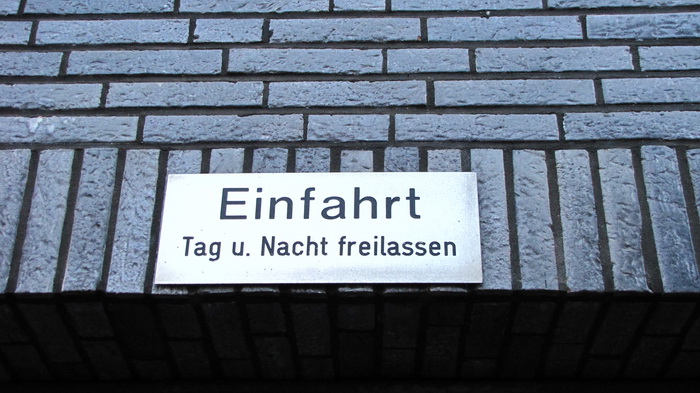 Einfahrt
Tag u. Nacht freilassen